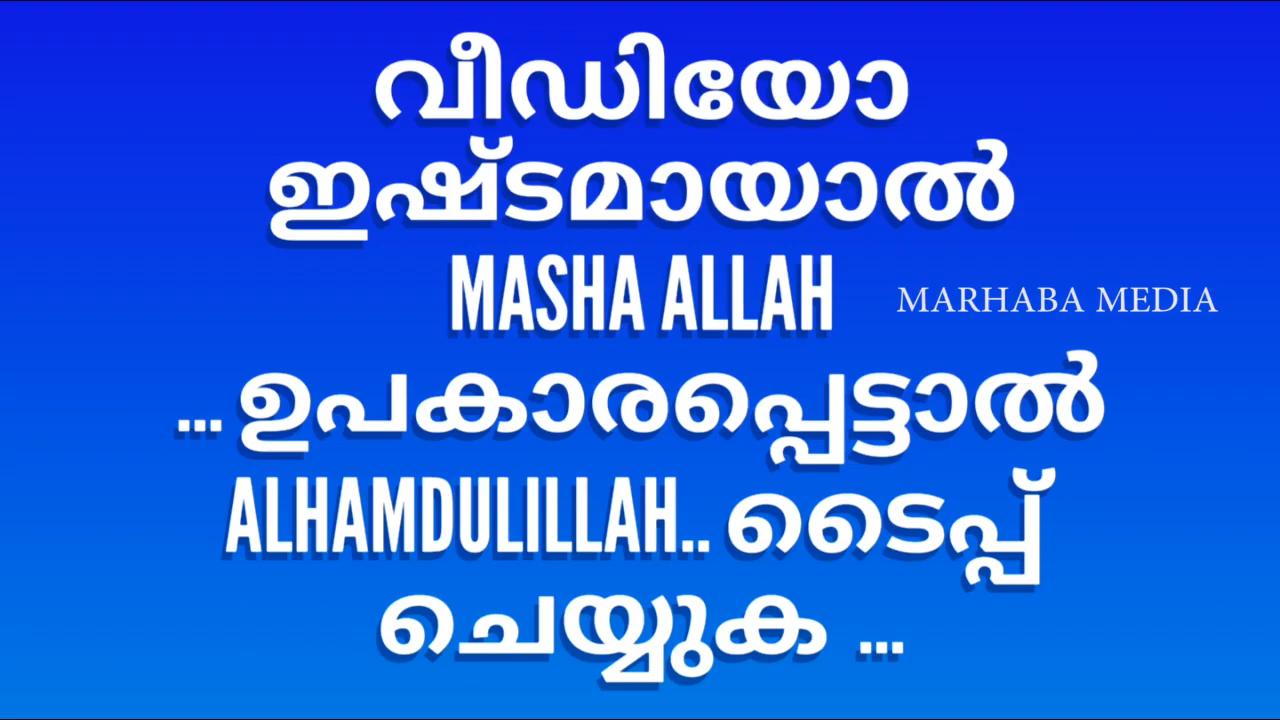 വീഡിയോ
ഇഷ്ടമായാൽ
MASHA ALLAH
MARHABA MEDIA
... ഉപകാരപ്പെട്ടാൽ
ALHAMDULILLAH.. ടൈപ്പ്
ചെയ്യുക ...